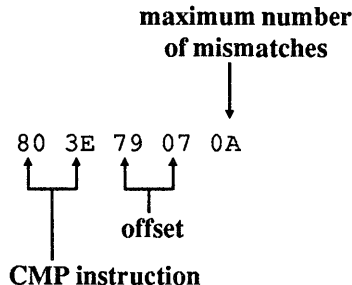 maximum number
of mismatches
80 3E 79 07 0A
offset
CMP instruction